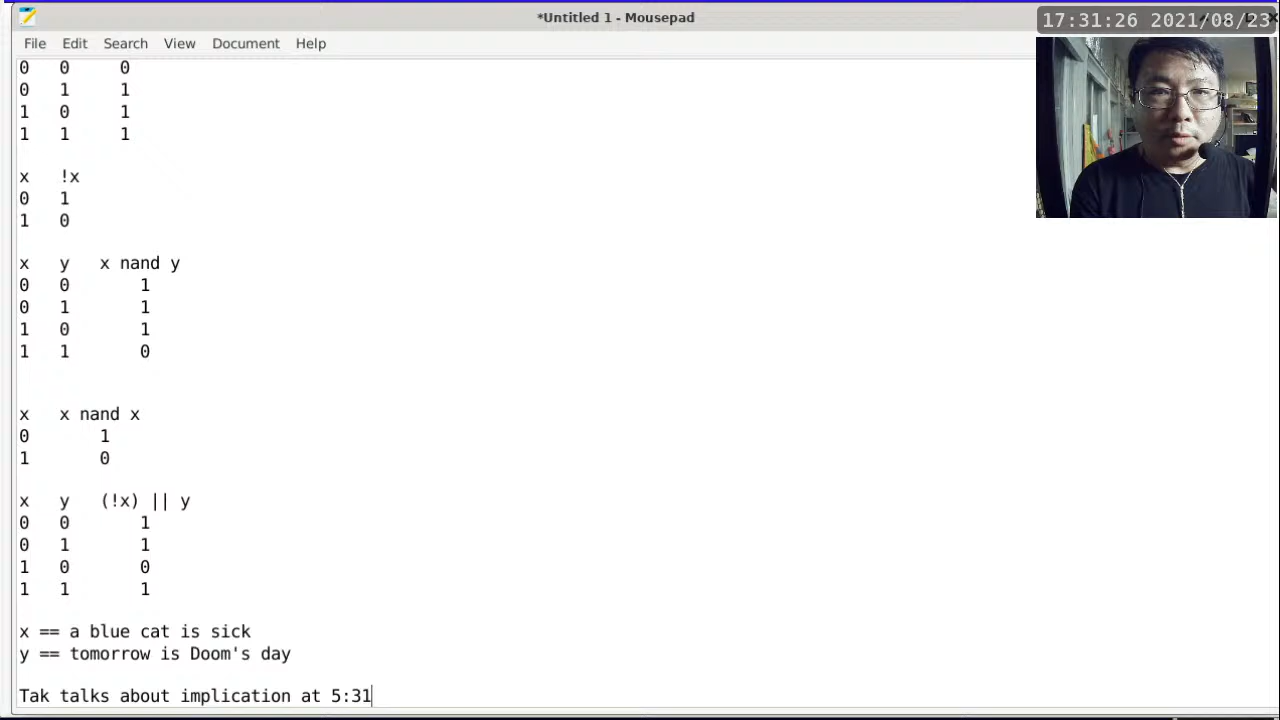 *Untitled 1 - Mousepad
17:31:26 2021/08/23
File Edit Search View Document Help
0 0 0
0 1 1
1 0 1
1 1 1
x !x
0 1
1 0
x y x nand y
0 0 1
0 1 1
1 0 1
1 1 0
x x nand x
0 1
1 0
x y (!x) || y
0 0 1
0 1 1
1 0 0
1 1 1
x == a blue cat is sick
y == tomorrow is Doom's day
Tak talks about implication at 5:31